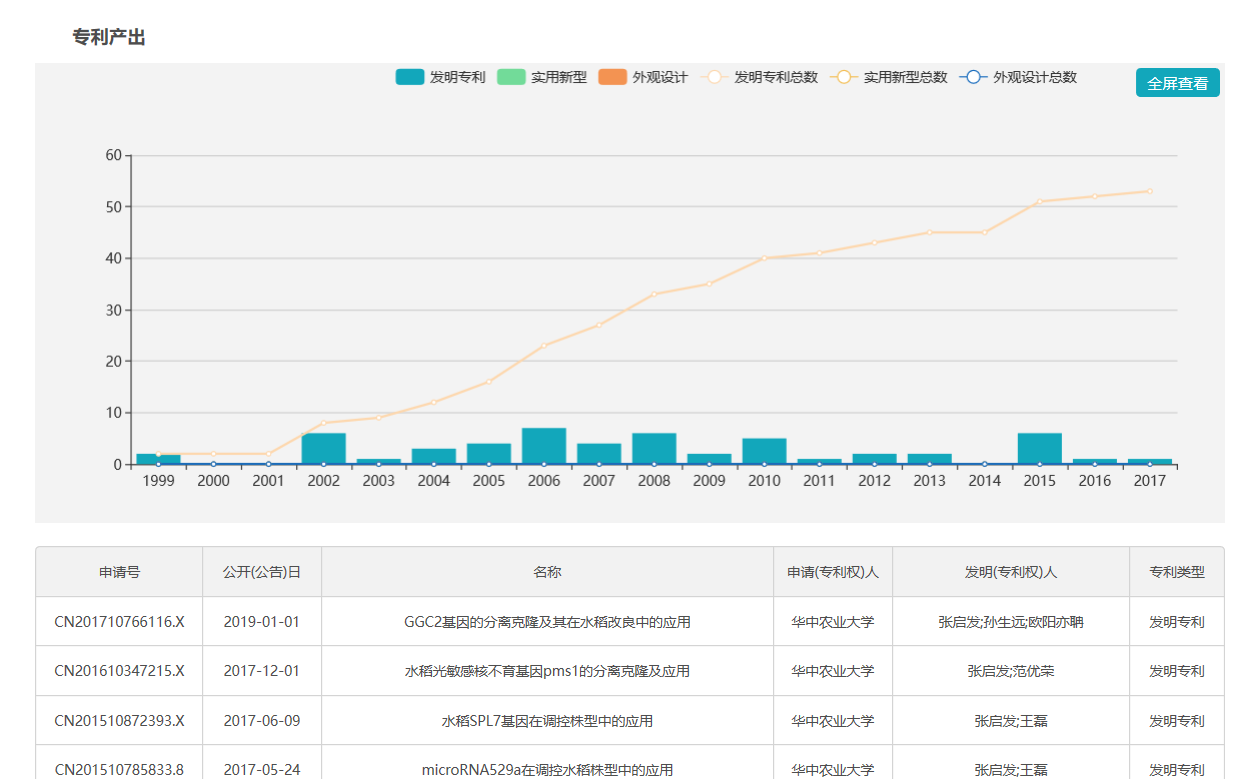 专利产出
发明专利 实用新型 外观设计 发明专利总数 实用新型总数 外观设计总数 全屏查看
60
50
40
30
20
10
0
1999 2000 2001 2002 2003 2004 2005 2006 2007 2008 2009 2010 2011 2012 2013 2014 2015 2016 2017
申请号 公开(公告)日 名称 申请(专利权)人 发明(专利权)人 专利类型
CN201710766116.X 2019-01-01 GGC2基因的分离克隆及其在水稻改良中的应用 华中农业大学 张启发;孙生远;欧阳亦聃 发明专利
CN201610347215.X 2017-12-01 水稻光敏感核不育基因pms1的分离克隆及应用 华中农业大学 张启发;范优荣 发明专利
CN201510872393.X 2017-06-09 水稻SPL7基因在调控株型中的应用 华中农业大学 张启发;王磊 发明专利
CN201510785833.8 2017-05-24 microRNA529a在调控水稻株型中的应用 华中农业大学 张启发;王磊 发明专利